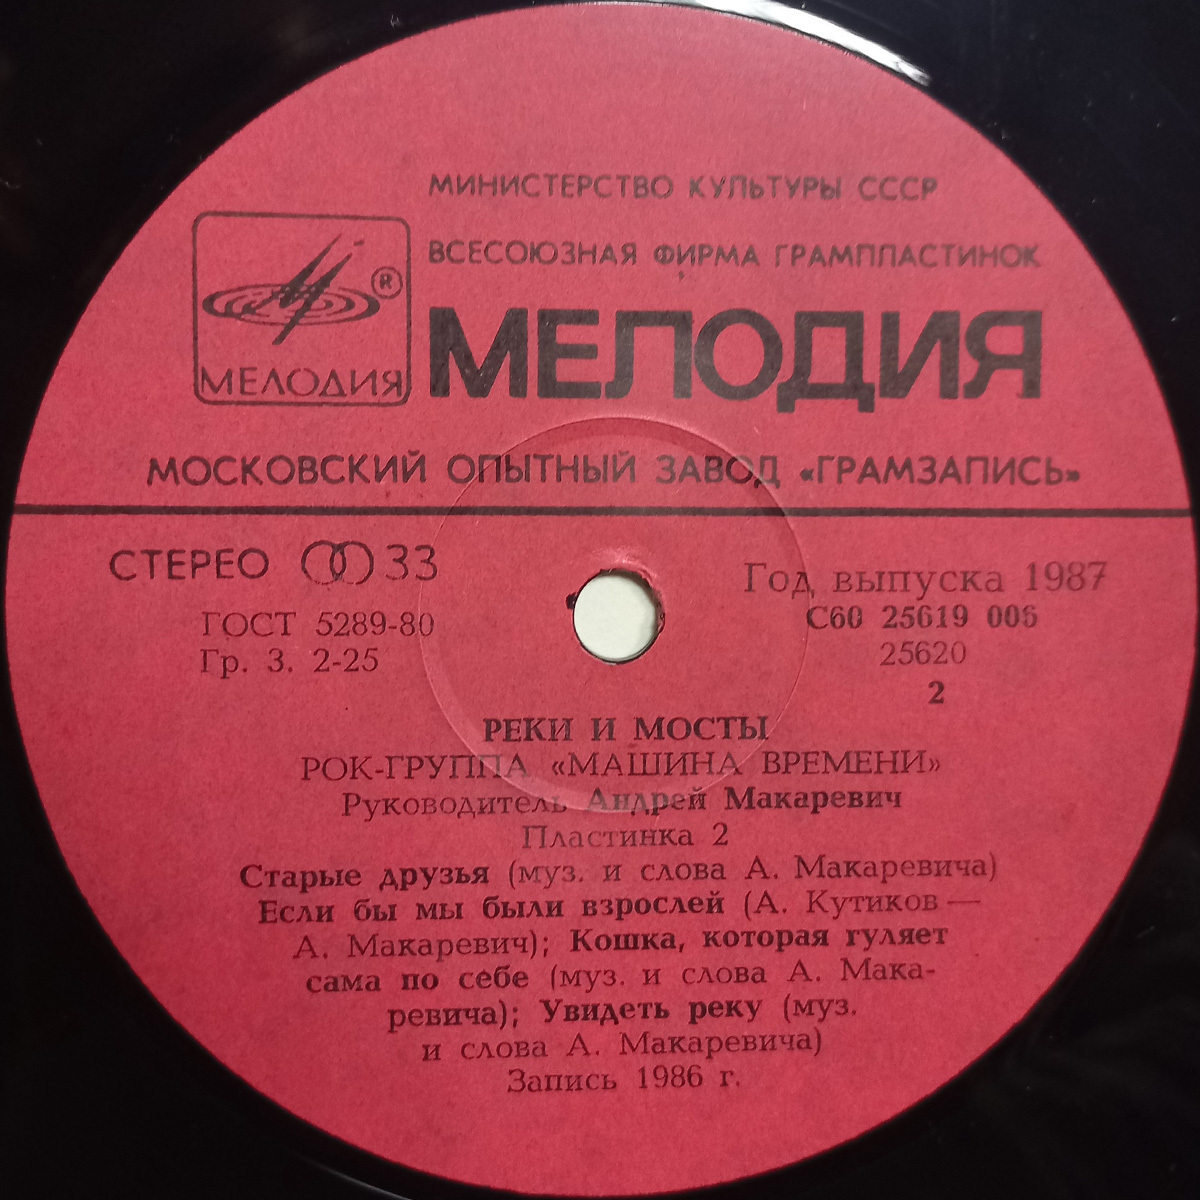 МИНИСТЕРСТВО КУЛЬТУРЫ СССР
ВСЕСОЮЗНАЯ ФИРМА ГРАМПЛАСТИНОК
®
МЕЛОДИЯ
МЕЛОДИЯ
МОСКОВСКИЙ ОПЫТНЫЙ ЗАВОД «ГРАМЗАПИСЬ»
СТЕРЕО 33
ГОСТ 5289-80
Гр. 3. 2-25
Год выпуска 1987
С60 25619 006
25620
2
РЕКИ И МОСТЫ
РОК-ГРУППА «МАШИНА ВРЕМЕНИ»
Руководитель Андрей Макаревич
Пластинка 2
Старые друзья (муз. и слова А. Макаревича)
Если бы мы были взрослей (А. Кутиков —
А. Макаревич); Кошка, которая гуляет
сама по себе (муз. и слова А. Мака-
ревича); Увидеть реку (муз.
и слова А. Макаревича)
Запись 1986 г.